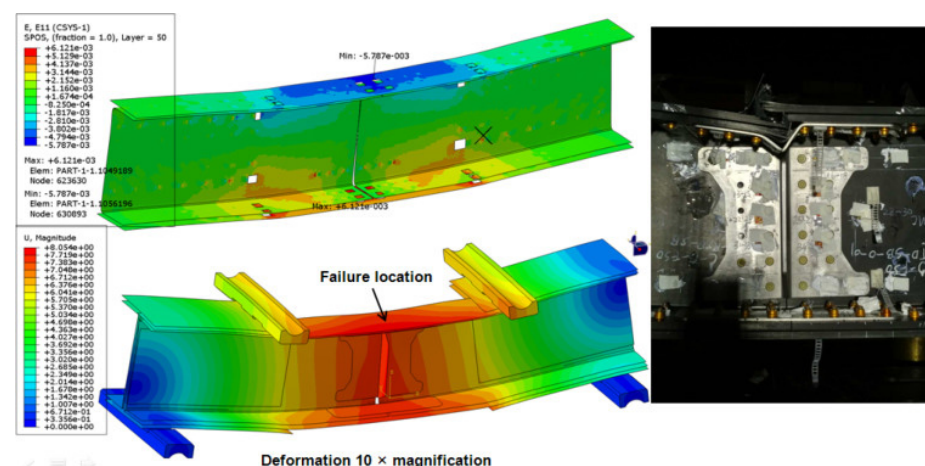 E, E11 (CSYS-1)
SPOS, (fraction = 1.0), Layer = 50
+6.121e-03
+5.129e-03
+4.137e-03
+3.144e-03
+2.152e-03
+1.160e-03
+1.674e-04
-8.250e-04
-1.817e-03
-2.810e-03
-3.802e-03
-4.794e-03
-5.787e-03
Max: +6.121e-03
Elem: PART-1-1.1049189
Node: 623630
Min: -5.787e-03
Elem: PART-1-1.1056196
Node: 630893
Min: -5.787e-003
Max: +6.121e-003
U, Magnitude
+8.054e+00
+7.719e+00
+7.383e+00
+7.048e+00
+6.712e+00
+6.376e+00
+6.041e+00
+5.705e+00
+5.370e+00
+5.034e+00
+4.698e+00
+4.363e+00
+4.027e+00
+3.692e+00
+3.356e+00
+3.020e+00
+2.685e+00
+2.349e+00
+2.014e+00
+1.678e+00
+1.342e+00
+1.007e+00
+6.712e-01
+3.356e-01
+0.000e+00
Failure location
Deformation 10 × magnification